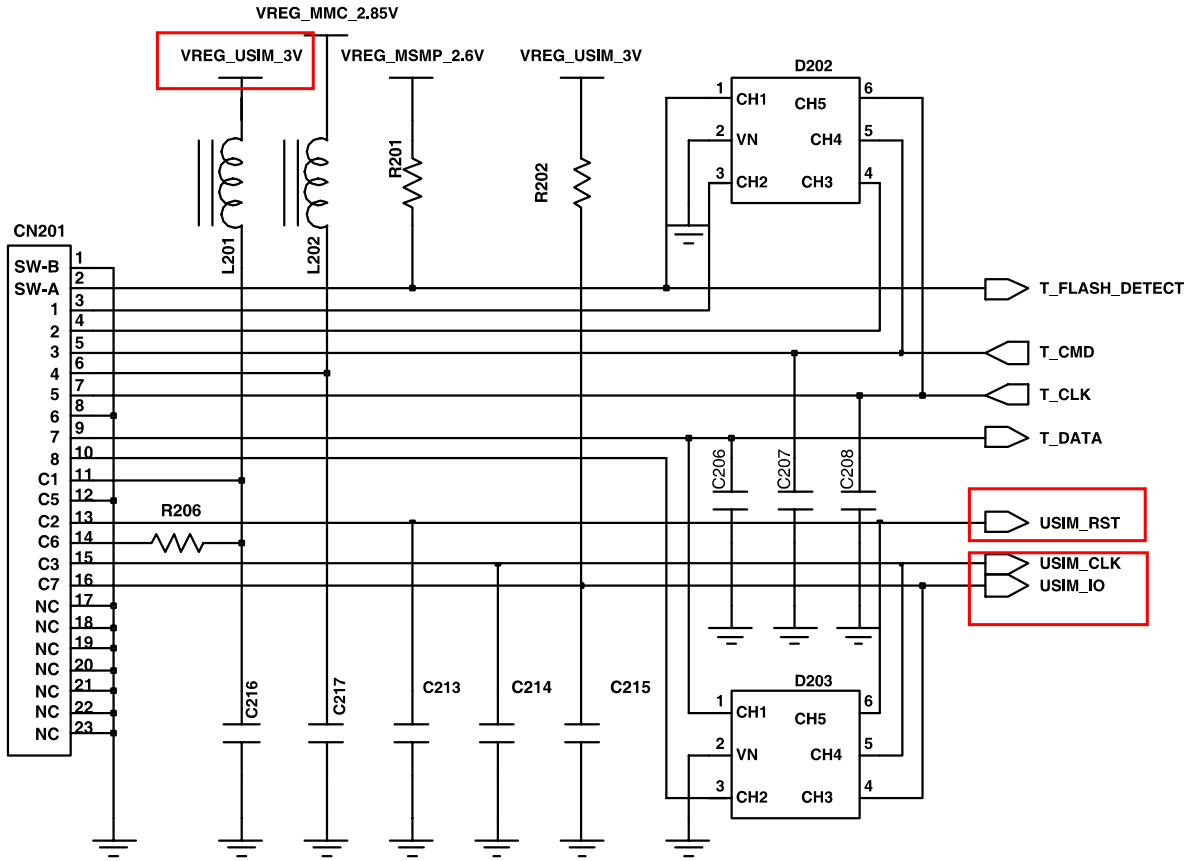 VREG_MMC_2.85V
VREG_USIM_3V
VREG_MSMP_2.6V
VREG_USIM_3V
D202
1 CH1 CH5 6
2 VN CH4 5
3 CH2 CH3 4
R201
R202
L201
L202
CN201
SW-B 1
SW-A 2
1 3
2 4
3 5
4 6
5 7
6 8
7 9
8 10
C1 11
C5 12
C2 13
C6 14
C3 15
C7 16
NC 17
NC 18
NC 19
NC 20
NC 21
NC 22
NC 23
R206
T_FLASH_DETECT
T_CMD
T_CLK
T_DATA
C206
C207
C208
USIM_RST
USIM_CLK
USIM_IO
C216
C217
C213
C214
C215
D203
1 CH1 CH5 6
2 VN CH4 5
3 CH2 CH3 4